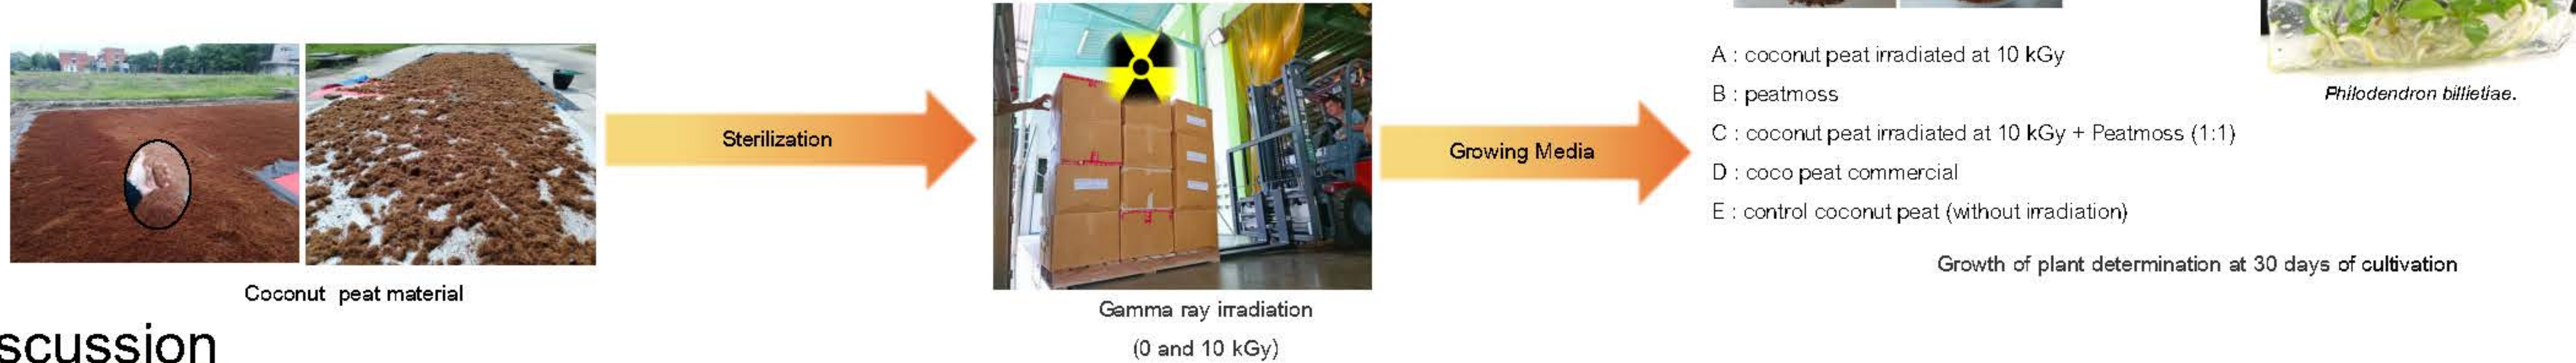 Coconut peat material
Sterilization
Gamma ray irradiation
(0 and 10 kGy)
Growing Media
A : coconut peat irradiated at 10 kGy
B : peatmoss
C : coconut peat irradiated at 10 kGy + Peatmoss (1:1)
D : coco peat commercial
E : control coconut peat (without irradiation)
Philodendron billietiae.
Growth of plant determination at 30 days of cultivation
scussion